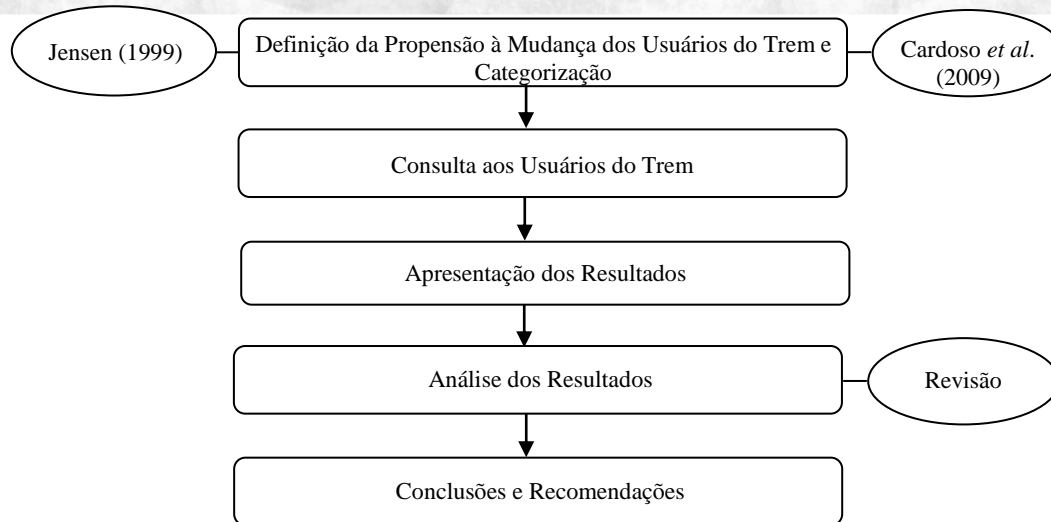 Jensen (1999)
Definição da Propensão à Mudança dos Usuários do Trem e
Categorização
Cardoso et al.
(2009)
Consulta aos Usuários do Trem
Apresentação dos Resultados
Análise dos Resultados
Revisão
Conclusões e Recomendações